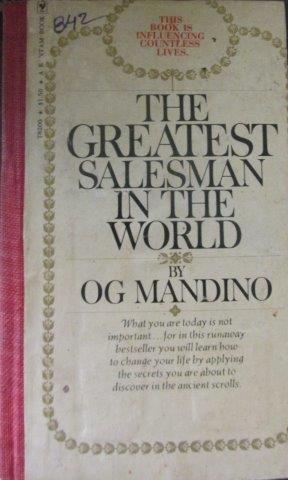 842
THIS
BOOK IS
INFLUENCING
COUNTLESS
LIVES.
THE
GREATEST
SALESMAN
IN THE
WORLD
BY
OG MANDINO
What you are today is not
important...for in this runaway
bestseller you will learn how
to change your life by applying
the secrets you are about to
discover in the ancient scrolls.